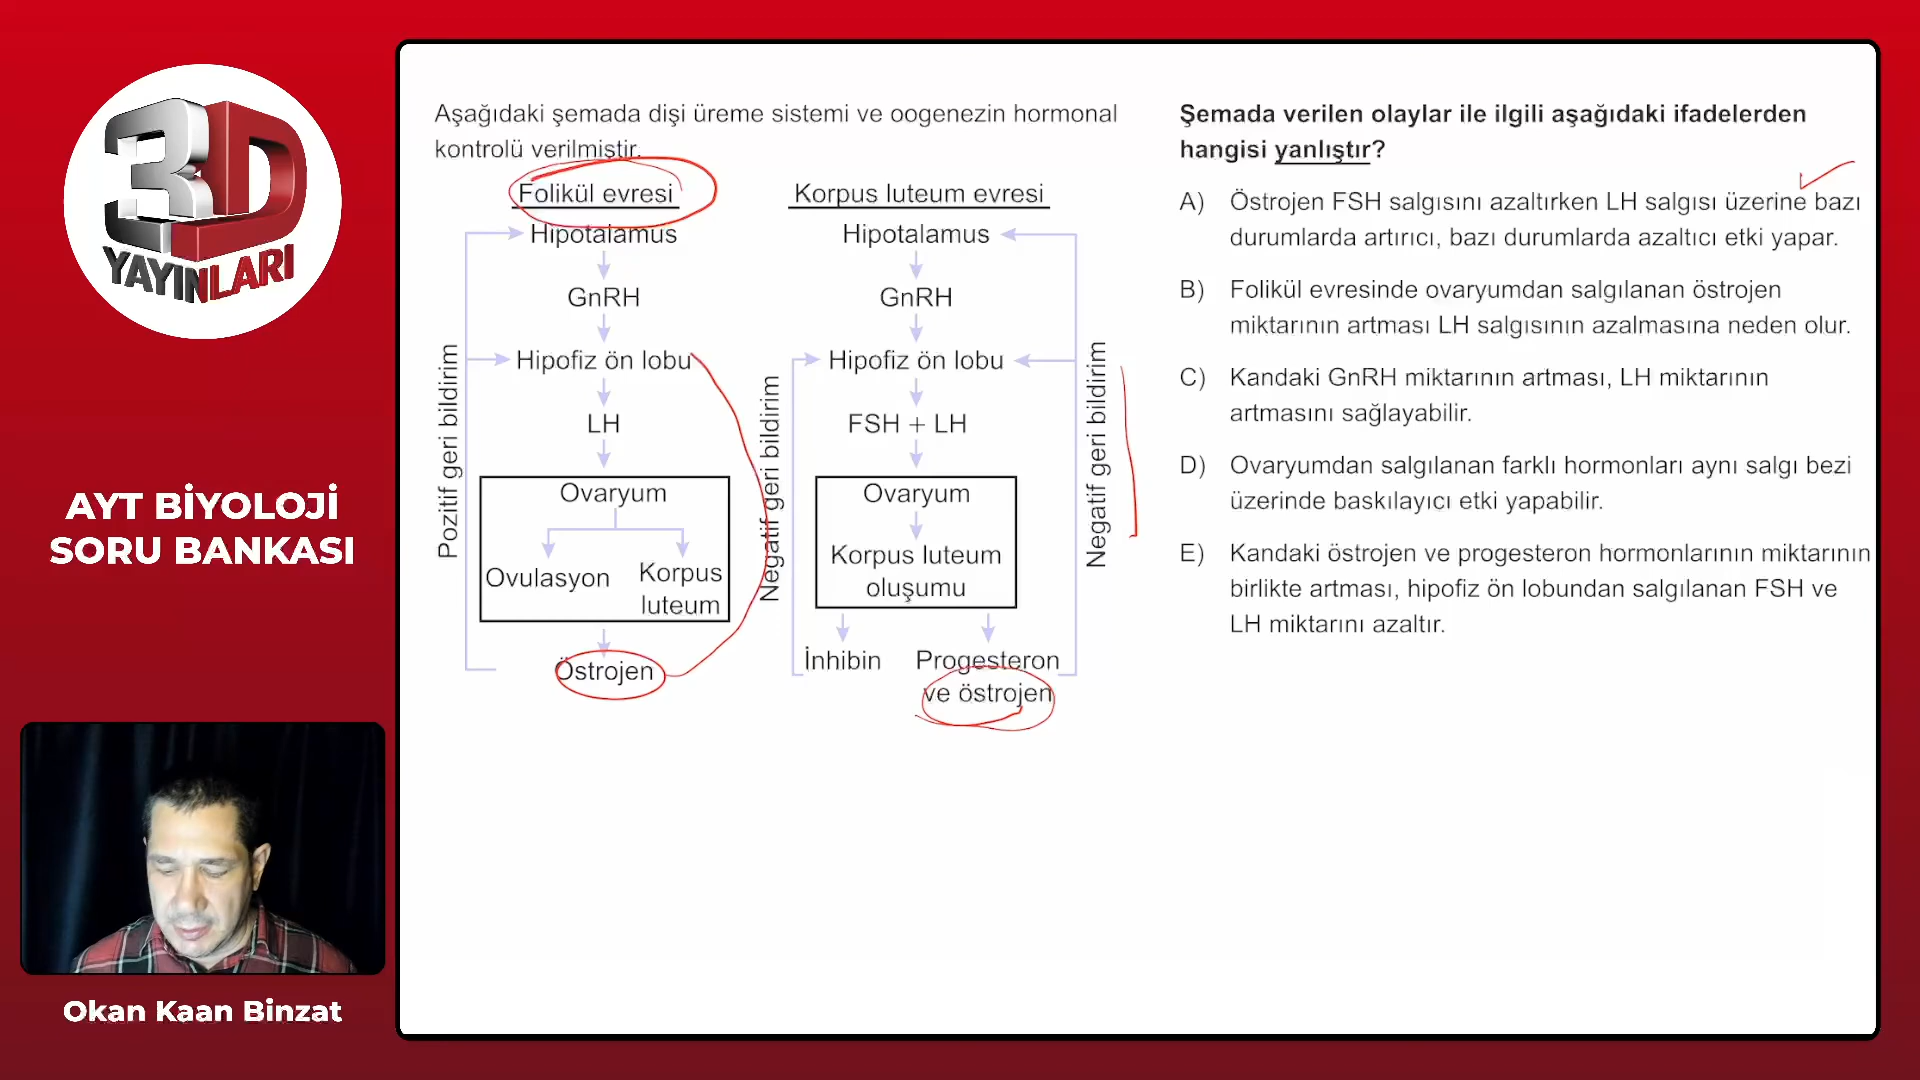 3D
YAYINLARI
AYT BİYOLOJİ
SORU BANKASI
Okan Kaan Binzat
Aşağıdaki şemada dişi üreme sistemi ve oogenezin hormonal
kontrolü verilmiştir.
Folikül evresi
Hipotalamus
GnRH
Hipofiz ön lobu
LH
Ovaryum
Ovulasyon
Korpus
luteum
Östrojen
Pozitif geri bildirim
Korpus luteum evresi
Hipotalamus
GnRH
Hipofiz ön lobu
FSH + LH
Ovaryum
Korpus luteum
oluşumu
İnhibin
Progesteron
ve östrojen
Negatif geri bildirim
Negatif geri bildirim
Şemada verilen olaylar ile ilgili aşağıdaki ifadelerden
hangisi yanlıştır?
A) Östrojen FSH salgısını azaltırken LH salgısı üzerine bazı
durumlarda artırıcı, bazı durumlarda azaltıcı etki yapar.
B) Folikül evresinde ovaryumdan salgılanan östrojen
miktarının artması LH salgısının azalmasına neden olur.
C) Kandaki GnRH miktarının artması, LH miktarının
artmasını sağlayabilir.
D) Ovaryumdan salgılanan farklı hormonları aynı salgı bezi
üzerinde baskılayıcı etki yapabilir.
E) Kandaki östrojen ve progesteron hormonlarının miktarının
birlikte artması, hipofiz ön lobundan salgılanan FSH ve
LH miktarını azaltır.